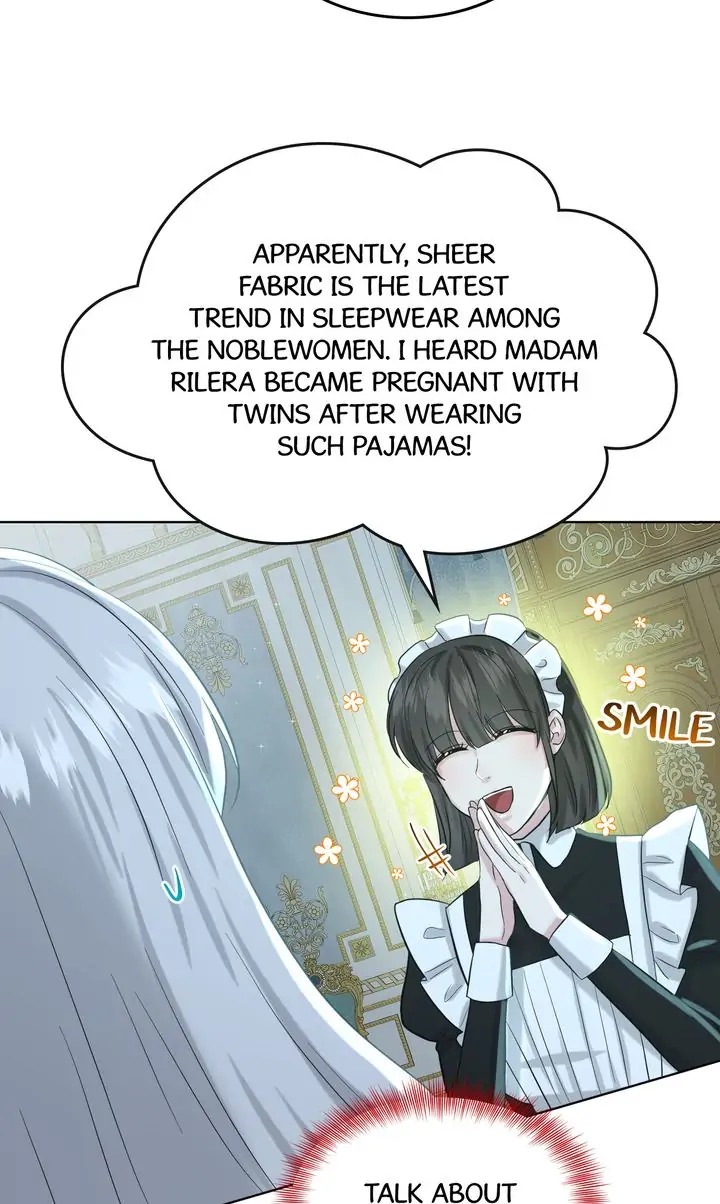 APPARENTLY, SHEER
FABRIC IS THE LATEST
TREND IN SLEEPWEAR AMONG
THE NOBLEWOMEN. I HEARD MADAM
RILERA BECAME PREGNANT WITH
TWINS AFTER WEARING
SUCH PAJAMAS!
SMILE
TALK ABOUT